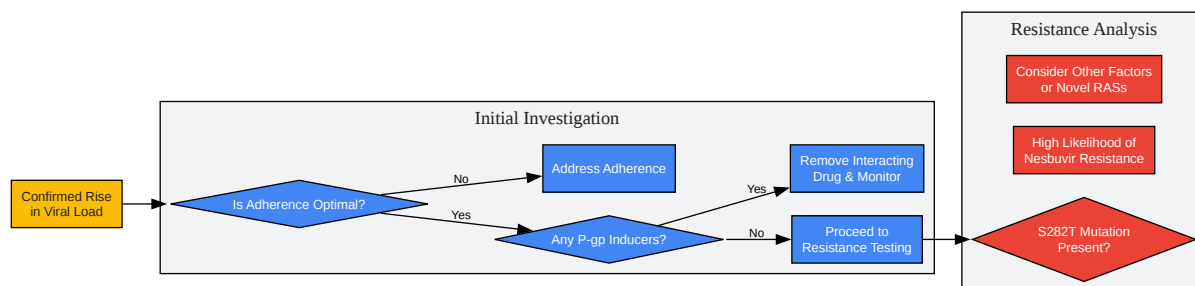 Resistance Analysis
Consider Other Factors
or Novel RASs
Initial Investigation
High Likelihood of
Nesbuvir Resistance
Address Adherence
Remove Interacting
Drug & Monitor
Confirmed Rise
in Viral Load
Is Adherence Optimal?
No
Yes
Yes
Any P-gp Inducers?
No
Proceed to
Resistance Testing
S282T Mutation
Present?